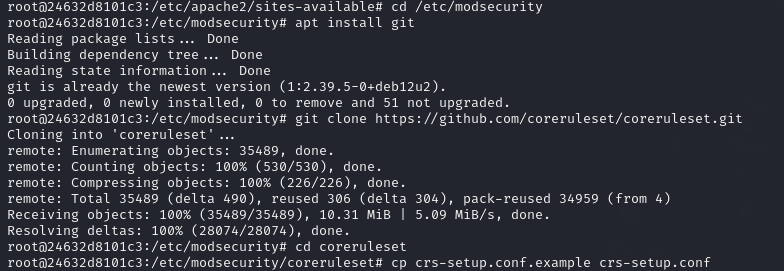 root@24632d8101c3:/etc/apache2/sites-available# cd /etc/modsecurity
root@24632d8101c3:/etc/modsecurity# apt install git
Reading package lists... Done
Building dependency tree... Done
Reading state information... Done
git is already the newest version (1:2.39.5-0+deb12u2).
0 upgraded, 0 newly installed, 0 to remove and 51 not upgraded.
root@24632d8101c3:/etc/modsecurity# git clone https://github.com/coreruleset/coreruleset.git
Cloning into 'coreruleset'...
remote: Enumerating objects: 35489, done.
remote: Counting objects: 100% (530/530), done.
remote: Compressing objects: 100% (226/226), done.
remote: Total 35489 (delta 490), reused 306 (delta 304), pack-reused 34959 (from 4)
Receiving objects: 100% (35489/35489), 10.31 MiB | 5.09 MiB/s, done.
Resolving deltas: 100% (28074/28074), done.
root@24632d8101c3:/etc/modsecurity# cd coreruleset
root@24632d8101c3:/etc/modsecurity/coreruleset# cp crs-setup.conf.example crs-setup.conf